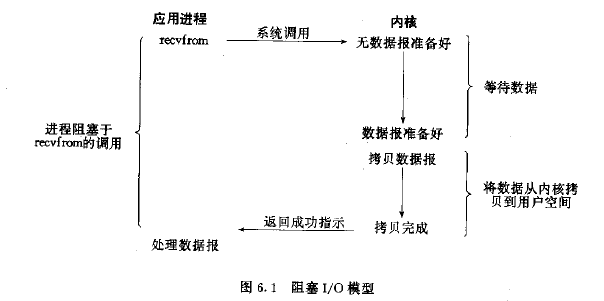 应用进程
内核
recvfrom
系统调用
无数据报准备好
等待数据
进程阻塞于
recvfrom的调用
数据报准备好
拷贝数据报
将数据从内核拷
贝到用户空间
返回成功指示
拷贝完成
处理数据报
图 6.1 阻塞 I/O 模型